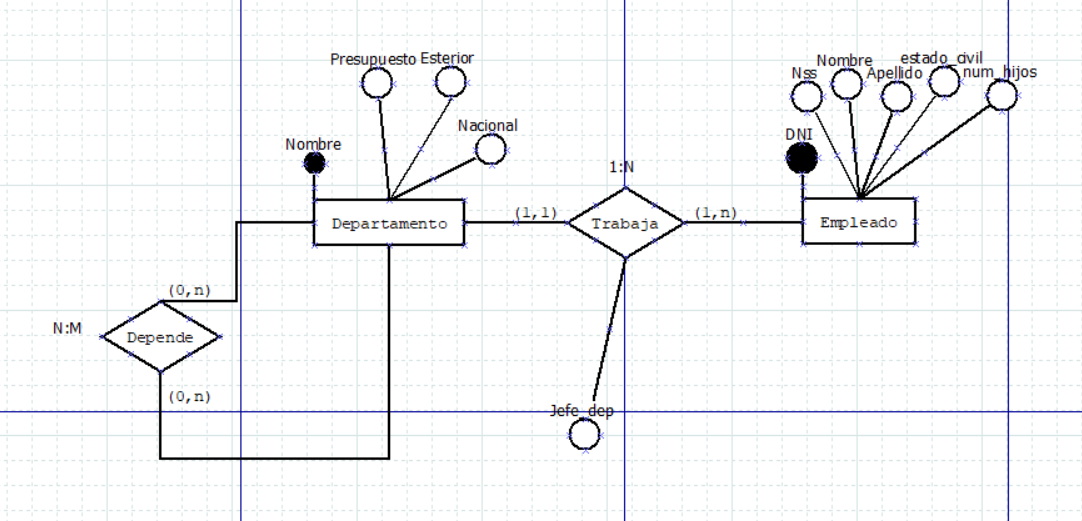 Presupuesto
Esterior
Nacional
Nombre
Departamento
(1,1)
1:N
Trabaja
(1,n)
Nss
Nombre
Apellido
estado_civil
num_hijos
DNI
Empleado
(0,n)
N:M
Depende
(0,n)
Jefe_dep